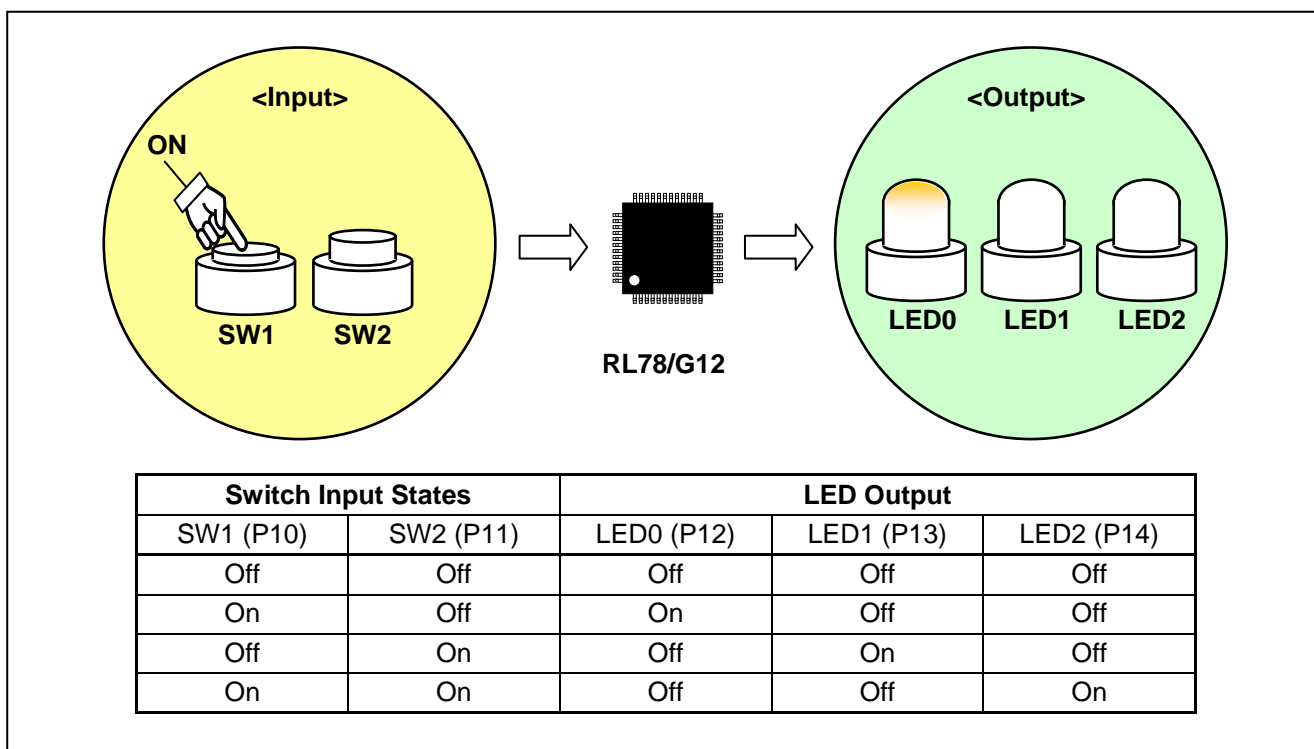 <Input>
<Output>
ON
SW1 SW2
LED0 LED1 LED2
RL78/G12
Switch Input States LED Output
SW1 (P10) SW2 (P11) LED0 (P12) LED1 (P13) LED2 (P14)
Off Off Off Off Off
On Off On Off Off
Off On Off On Off
On On Off Off On